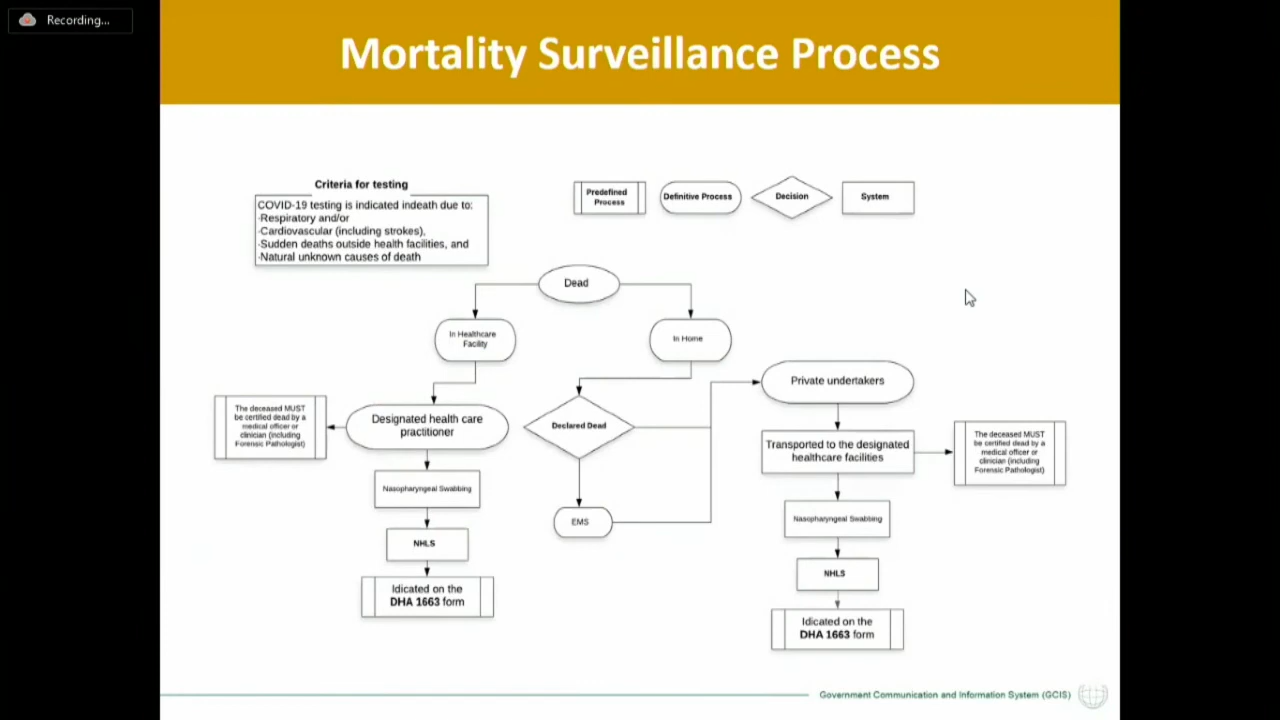 Recording...
Mortality Surveillance Process
Criteria for testing
COVID-19 testing is indicated indeath due to:
·Respiratory and/or
·Cardiovascular (including strokes),
·Sudden deaths outside health facilities, and
·Natural unknown causes of death
Predefined
Process
Definitive Process
Decision
System
Dead
In Healthcare
Facility
In Home
The deceased MUST
be certified dead by a
medical officer or
clinician (including
Forensic Pathologist)
Designated health care
practitioner
Declared Dead
Private undertakers
Transported to the designated
healthcare facilities
The deceased MUST
be certified dead by a
medical officer or
clinician (including
Forensic Pathologist)
Nasopharyngeal Swabbing
EMS
Nasopharyngeal Swabbing
NHLS
NHLS
Idicated on the
DHA 1663 form
Idicated on the
DHA 1663 form
Government Communication and Information System (GCIS)